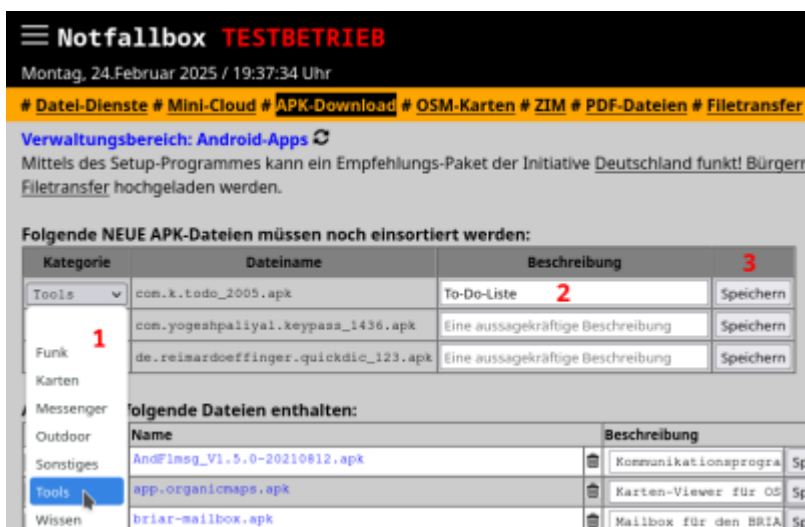 Notfallbox TESTBETRIEB
Montag, 24.Februar 2025 / 19:37:34 Uhr
# Datei-Dienste # Mini-Cloud # APK-Download # OSM-Karten # ZIM # PDF-Dateien # Filetransfer
Verwaltungsbereich: Android-Apps
Mittels des Setup-Programmes kann ein Empfehlungs-Paket der Initiative Deutschland funkt! Bürgern
Filetransfer hochgeladen werden.
Folgende NEUE APK-Dateien müssen noch einsortiert werden:
Kategorie Dateiname Beschreibung 3
Tools com.k.todo_2005.apk To-Do-Liste 2 Speichern
1 com.yogeshpaliyal.keypass_1436.apk Eine aussagekräftige Beschreibung Speichern
Funk de.reimardoeffinger.quickdic_123.apk Eine aussagekräftige Beschreibung Speichern
Karten
Messenger folgende Dateien enthalten:
Outdoor Name Beschreibung
Sonstiges AndFlmsg_V1.5.0-20210812.apk Kommunikationsprogra Sp
Tools app.organicmaps.apk Karten-Viewer für OS Sp
Wissen briar-mailbox.apk Mailbox für den BRIA Sp